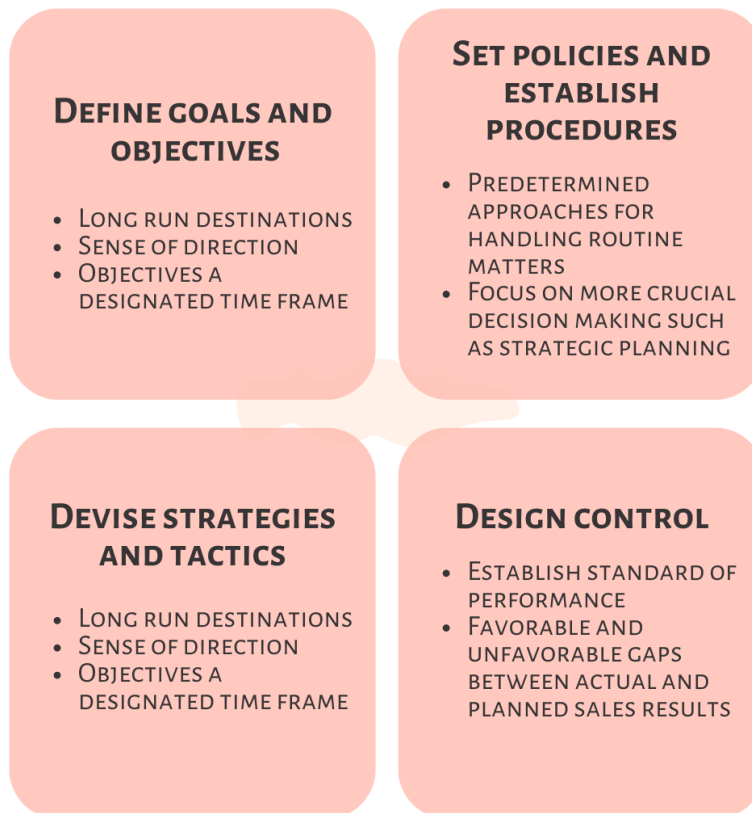 Define goals and
objectives
• Long run destinations
• Sense of direction
• Objectives a
designated time frame
Set policies and
establish
procedures
• Predetermined
approaches for
handling routine
matters
• Focus on more crucial
decision making such
as strategic planning
Devise strategies
and tactics
• Long run destinations
• Sense of direction
• Objectives a
designated time frame
Design control
• Establish standard of
performance
• Favorable and
unfavorable gaps
between actual and
planned sales results